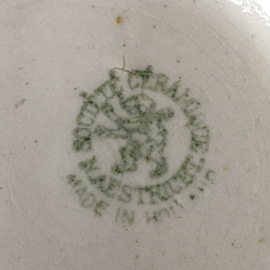 SOCIÉTÉ CÉRAMIQUE
MAESTRICHT
MADE IN HOLLAND